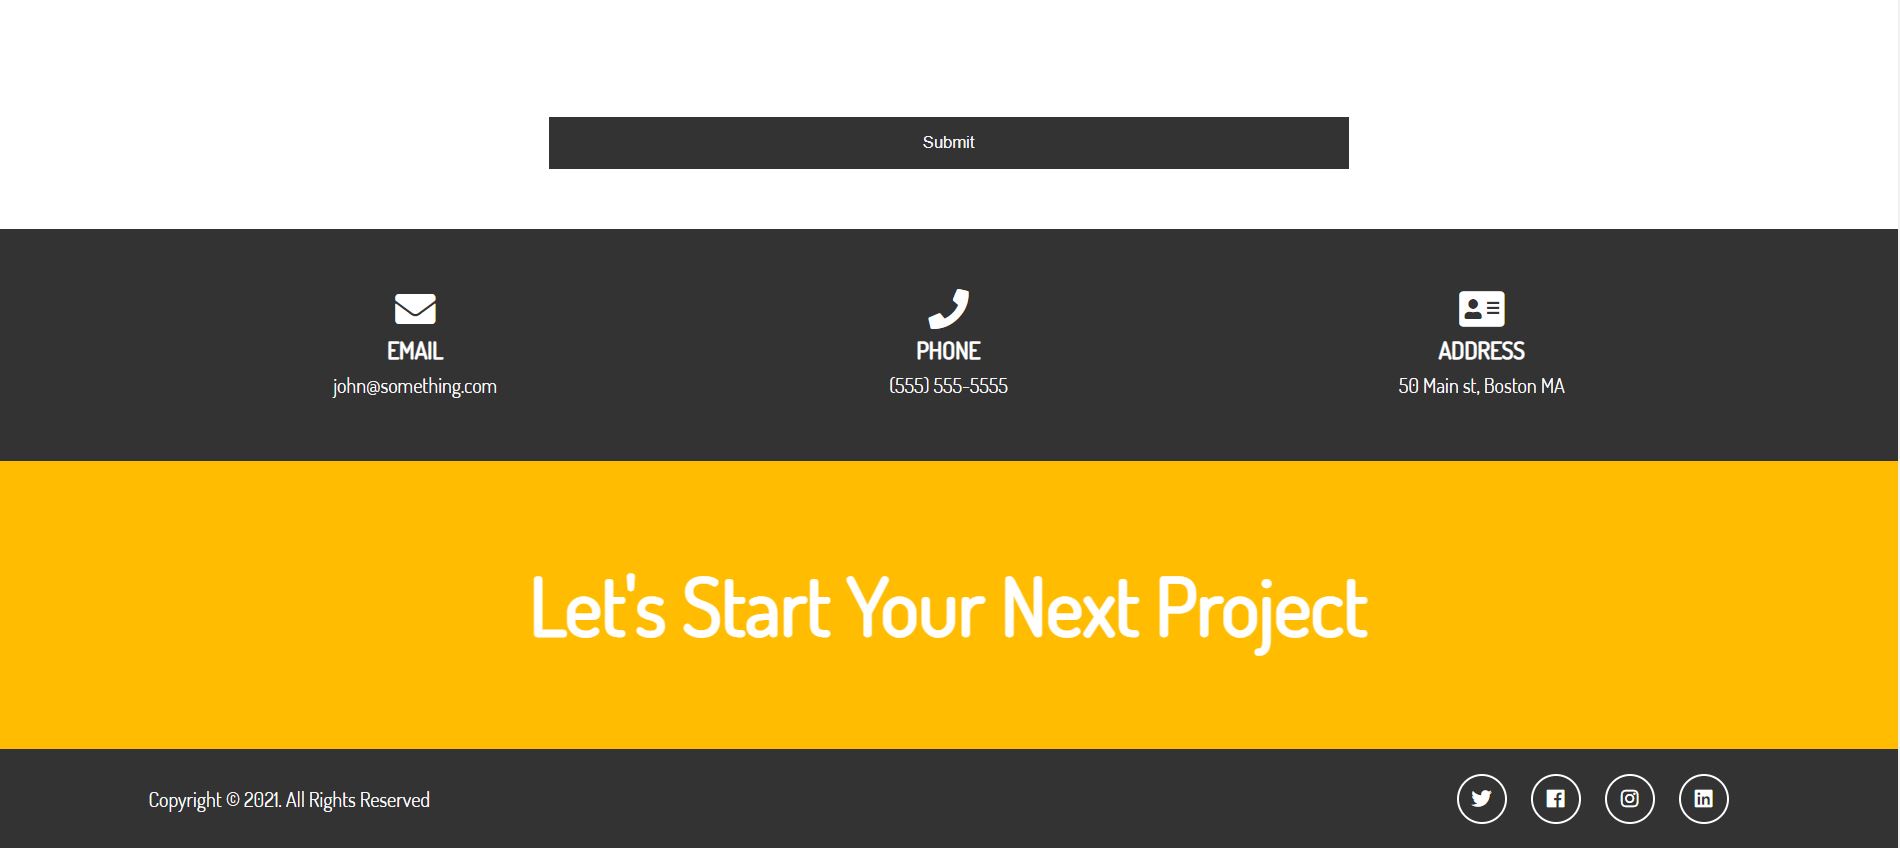 Submit
EMAIL
john@something.com
PHONE
(555) 555-5555
ADDRESS
50 Main st, Boston MA
Let's Start Your Next Project
Copyright © 2021. All Rights Reserved